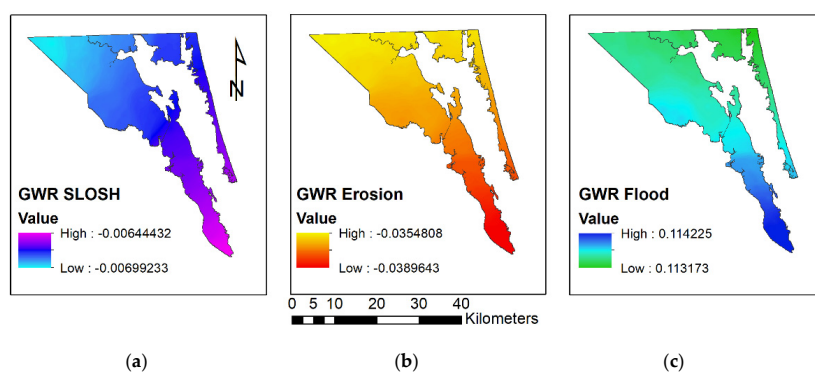 N
GWR SLOSH
Value
High : -0.00644432
Low : -0.00699233
GWR Erosion
Value
High : -0.0354808
Low : -0.0389643
GWR Flood
Value
High : 0.114225
Low : 0.113173
0 5 10 20 30 40
Kilometers
(a) (b) (c)